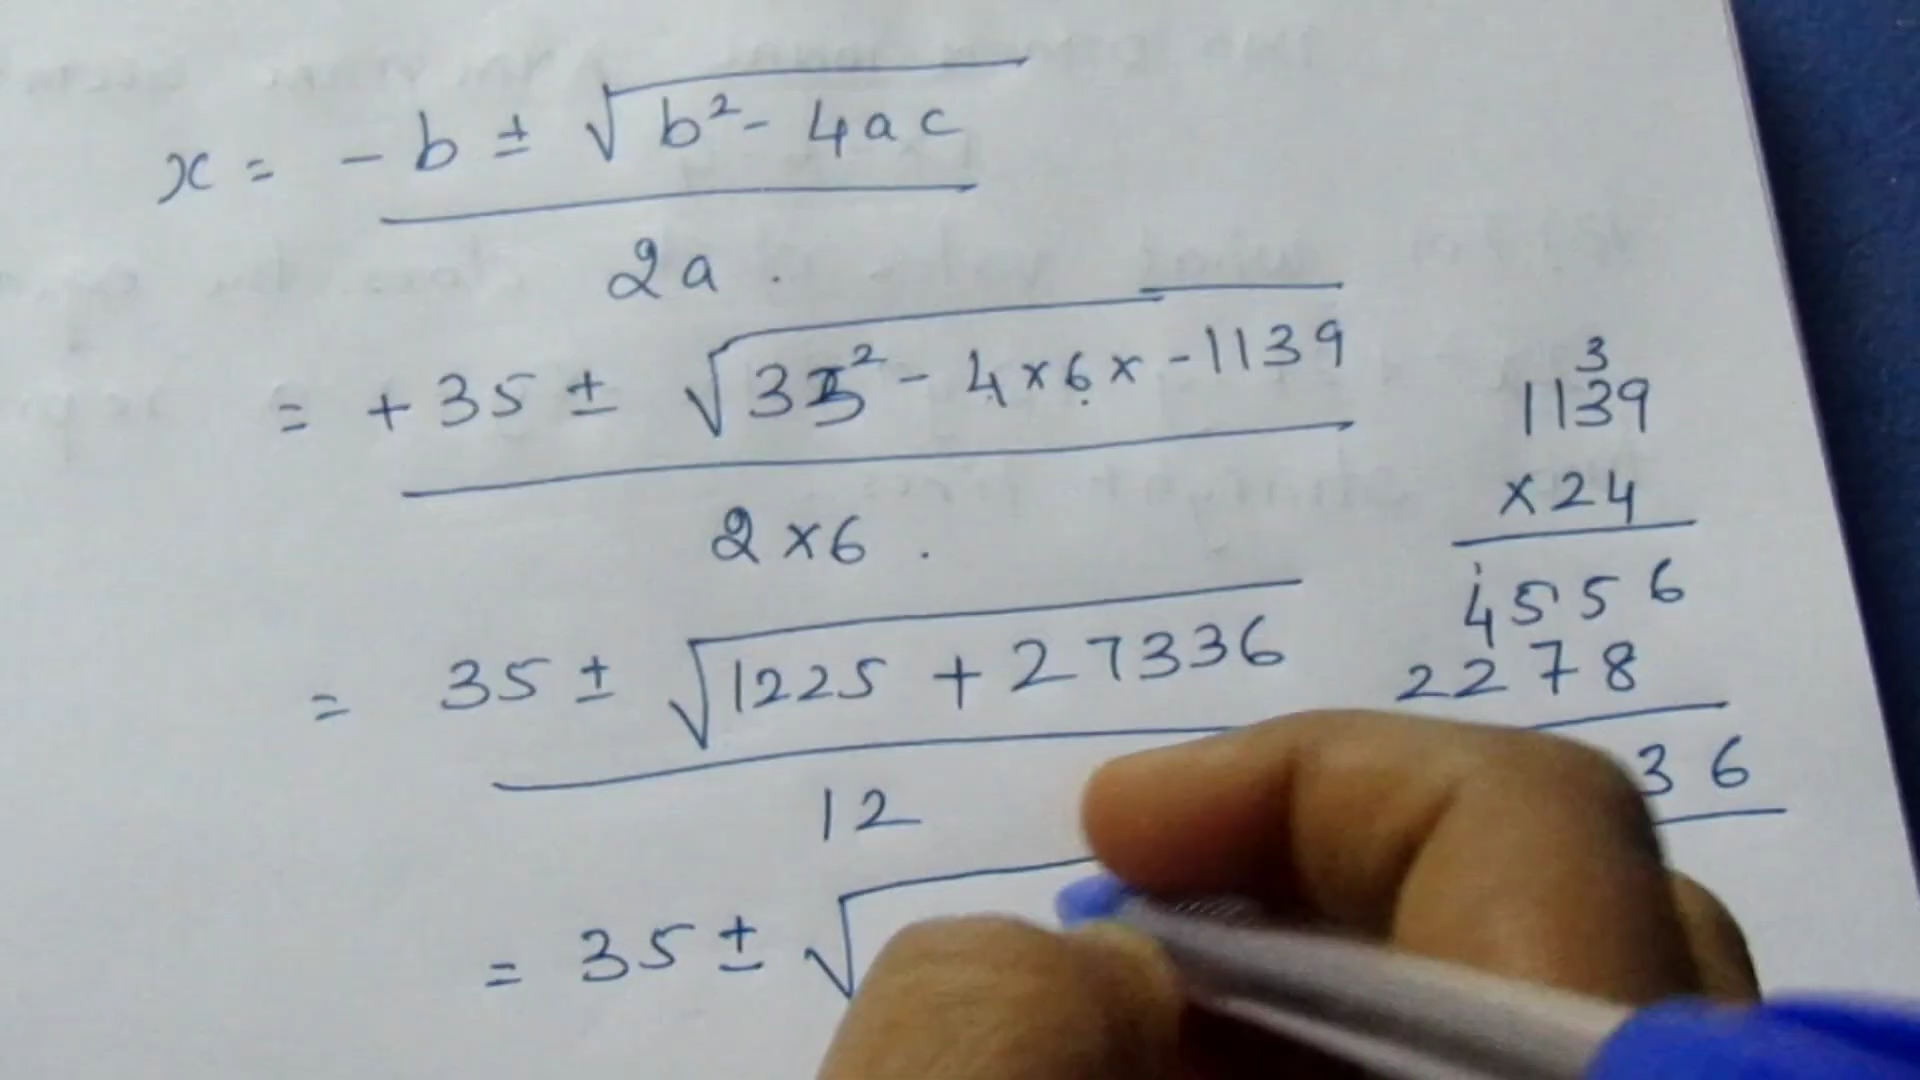 x = -b ± √b²- 4ac
2a.
= +35 ± √35² - 4×6×-1139
2×6.
= 35 ± √1225 + 27336
12
= 35 ± √
3
1139
×24
4556
2278
36